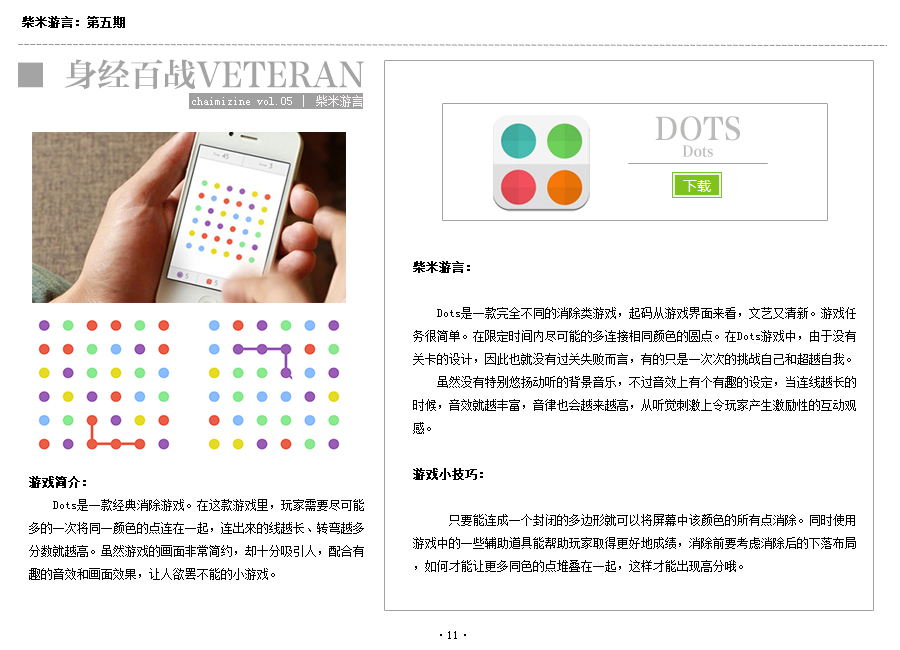 柴米游言：第五期
身经百战VETERAN
chaimizine vol.05 | 柴米游言
游戏简介：
Dots是一款经典消除游戏。在这款游戏里，玩家需要尽可能
多的一次将同一颜色的点连在一起，连出来的线越长、转弯越多
分数就越高。虽然游戏的画面非常简约，却十分吸引人，配合有
趣的音效和画面效果，让人欲罢不能的小游戏。
DOTS
Dots
下载
柴米游言：
Dots是一款完全不同的消除类游戏，起码从游戏界面来看，文艺又清新。游戏任
务很简单。在限定时间内尽可能的多连接相同颜色的圆点。在Dots游戏中，由于没有
关卡的设计，因此也就没有过关失败而言，有的只是一次次的挑战自己和超越自我。
虽然没有特别悠扬动听的背景音乐，不过音效上有个有趣的设定，当连线越长的
时候，音效就越丰富，音律也会越来越高，从听觉刺激上令玩家产生激励性的互动观
感。
游戏小技巧：
只要能连成一个封闭的多边形就可以将屏幕中该颜色的所有点消除。同时使用
游戏中的一些辅助道具能帮助玩家取得更好地成绩，消除前要考虑消除后的下落布局
，如何才能让更多同色的点堆叠在一起，这样才能出现高分哦。
·11·